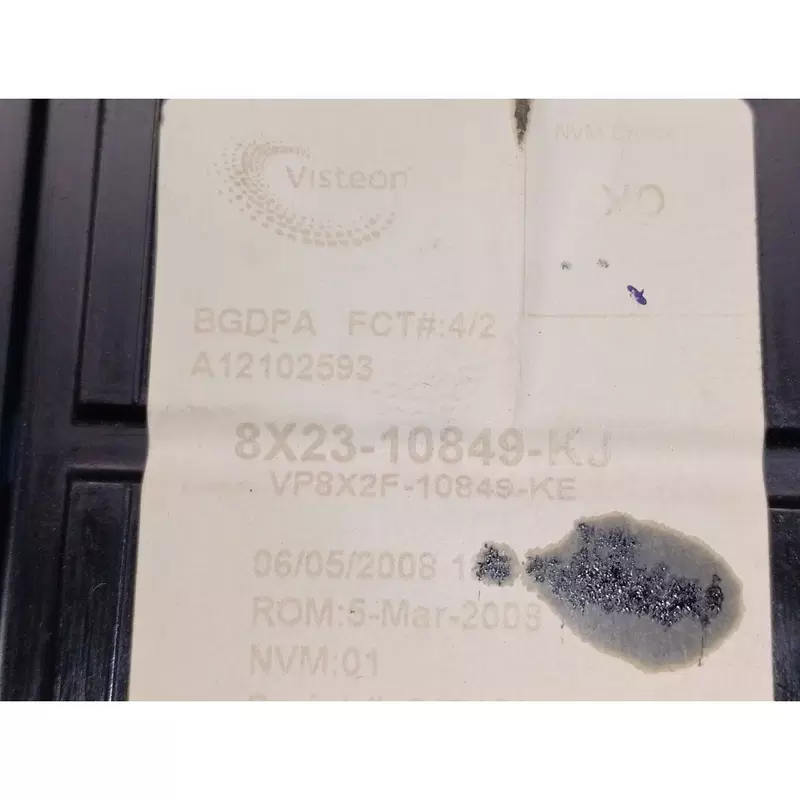 Visteon
NVM
OK
BGDPA FCT#:4/2
A12102593
8X23-10849-KJ
VP8X2F-10849-KE
06/05/2008
ROM:5-Mar-2008
NVM:01